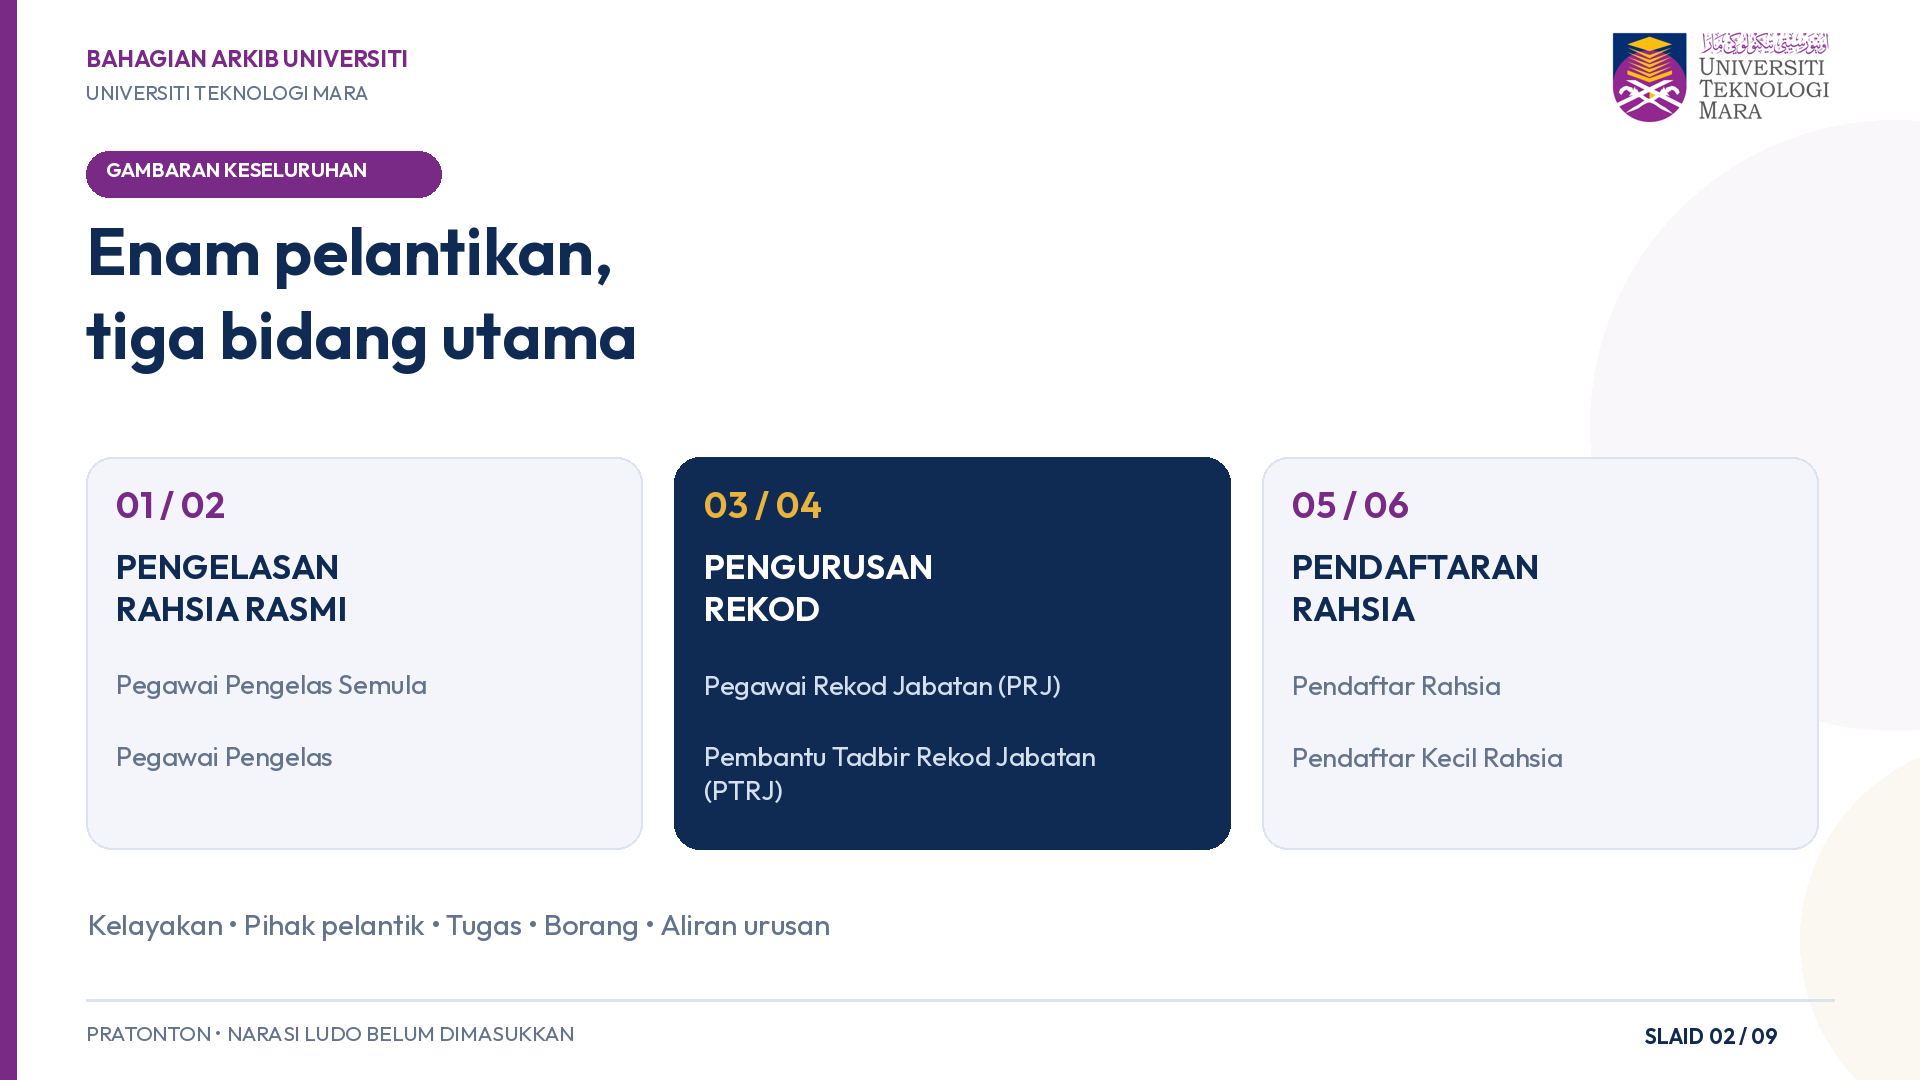 BAHAGIAN ARKIB UNIVERSITI
UNIVERSITI TEKNOLOGI MARA
اونيۏرسيتي تيکنولوڬي مارا
UNIVERSITI
TEKNOLOGI
MARA
GAMBARAN KESELURUHAN
Enam pelantikan,
tiga bidang utama
01 / 02
PENGELASAN
RAHSIA RASMI
Pegawai Pengelas Semula
Pegawai Pengelas
03 / 04
PENGURUSAN
REKOD
Pegawai Rekod Jabatan (PRJ)
Pembantu Tadbir Rekod Jabatan
(PTRJ)
05 / 06
PENDAFTARAN
RAHSIA
Pendaftar Rahsia
Pendaftar Kecil Rahsia
Kelayakan • Pihak pelantik • Tugas • Borang • Aliran urusan
PRATONTON • NARASI LUDO BELUM DIMASUKKAN
SLAID 02 / 09